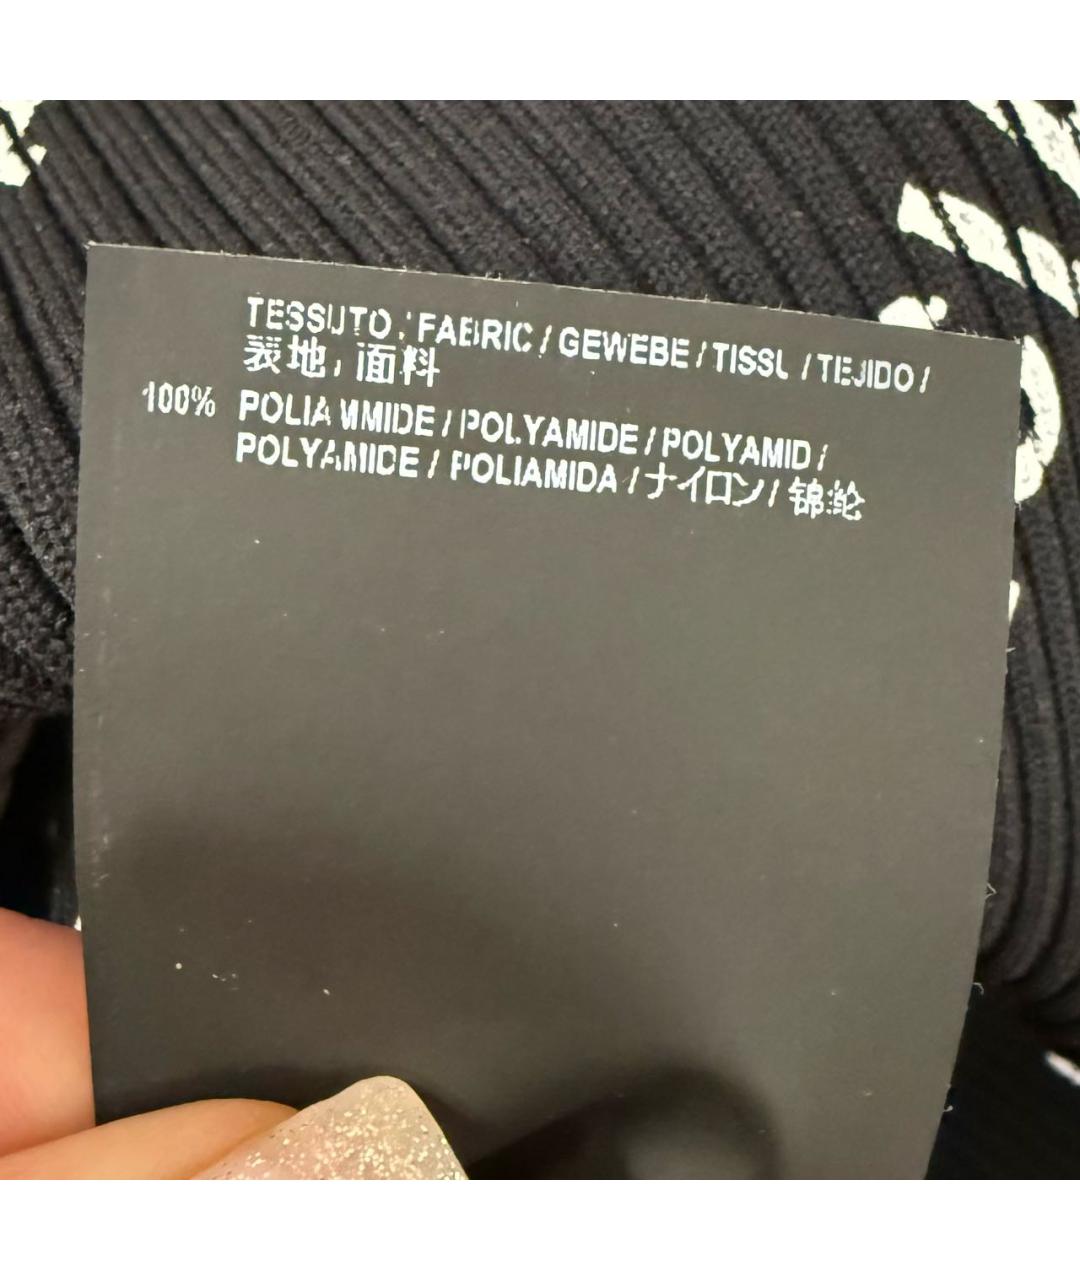 TESSUTO / FABRIC / GEWEBE / TISSU / TEJIDO /
表地 / 面料
100% POLIAMMIDE / POLYAMIDE / POLYAMID /
POLYAMIDE / POLIAMIDA / ナイロン / 锦纶